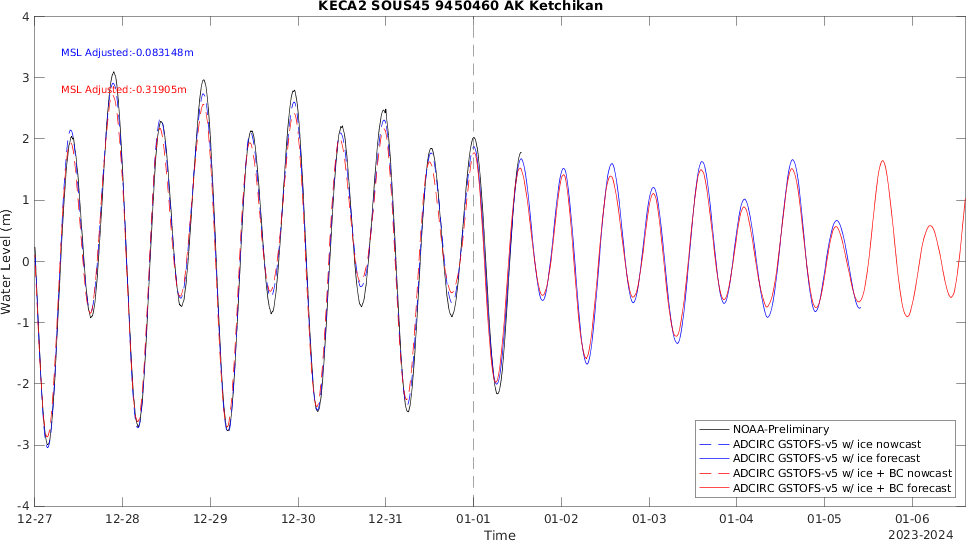 KECA2 SOUS45 9450460 AK Ketchikan
MSL Adjusted:-0.083148m
MSL Adjusted:-0.31905m
Water Level (m)
4
3
2
1
0
-1
-2
-3
-4
NOAA-Preliminary
ADCIRC GSTOFS-v5 w/ ice nowcast
ADCIRC GSTOFS-v5 w/ ice forecast
ADCIRC GSTOFS-v5 w/ ice + BC nowcast
ADCIRC GSTOFS-v5 w/ ice + BC forecast
12-27 12-28 12-29 12-30 12-31 01-01 01-02 01-03 01-04 01-05 01-06
Time
2023-2024